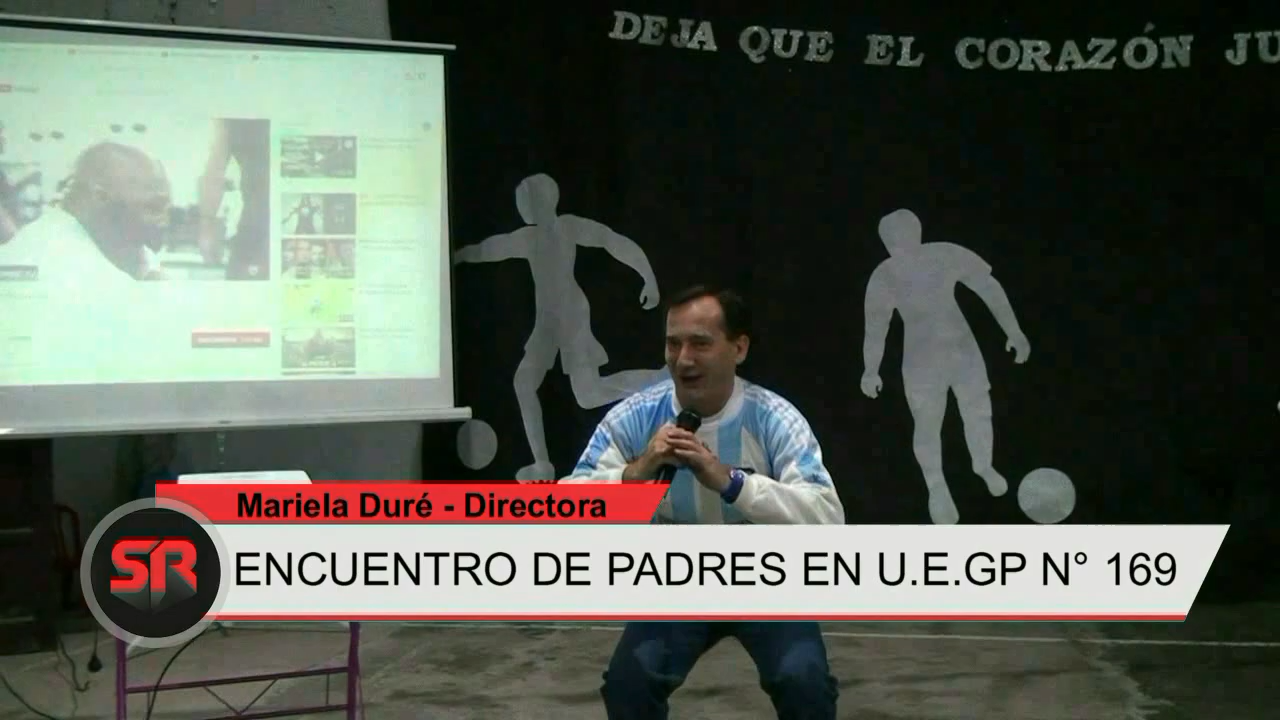 DEJA QUE EL CORAZÓN JU
Mariela Duré - Directora
SR
ENCUENTRO DE PADRES EN U.E.GP N° 169